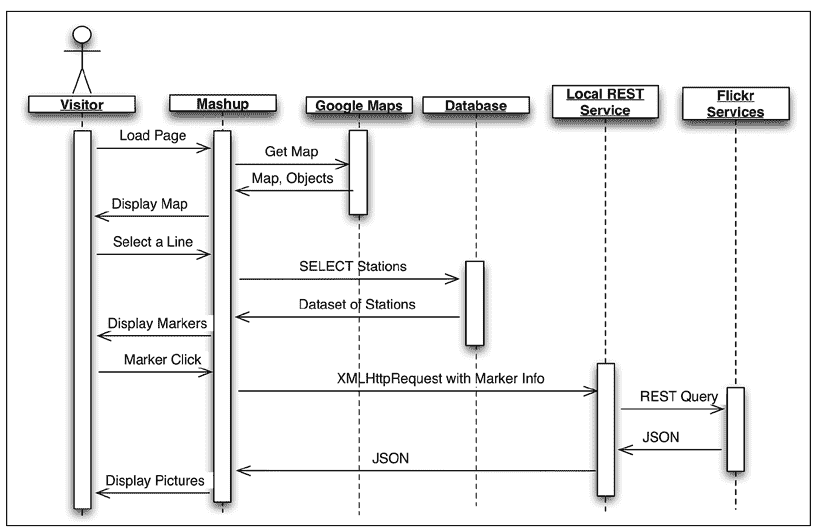 Visitor
Mashup
Google Maps
Database
Local REST
Service
Flickr
Services
Load Page
Get Map
Map, Objects
Display Map
Select a Line
SELECT Stations
Dataset of Stations
Display Markers
Marker Click
XMLHttpRequest with Marker Info
REST Query
JSON
JSON
Display Pictures